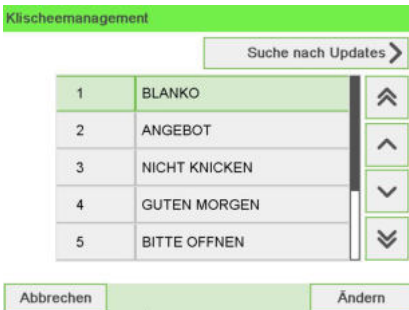 Klischeemanagement
Suche nach Updates
1 BLANKO
2 ANGEBOT
3 NICHT KNICKEN
4 GUTEN MORGEN
5 BITTE OFFNEN
Abbrechen Ändern